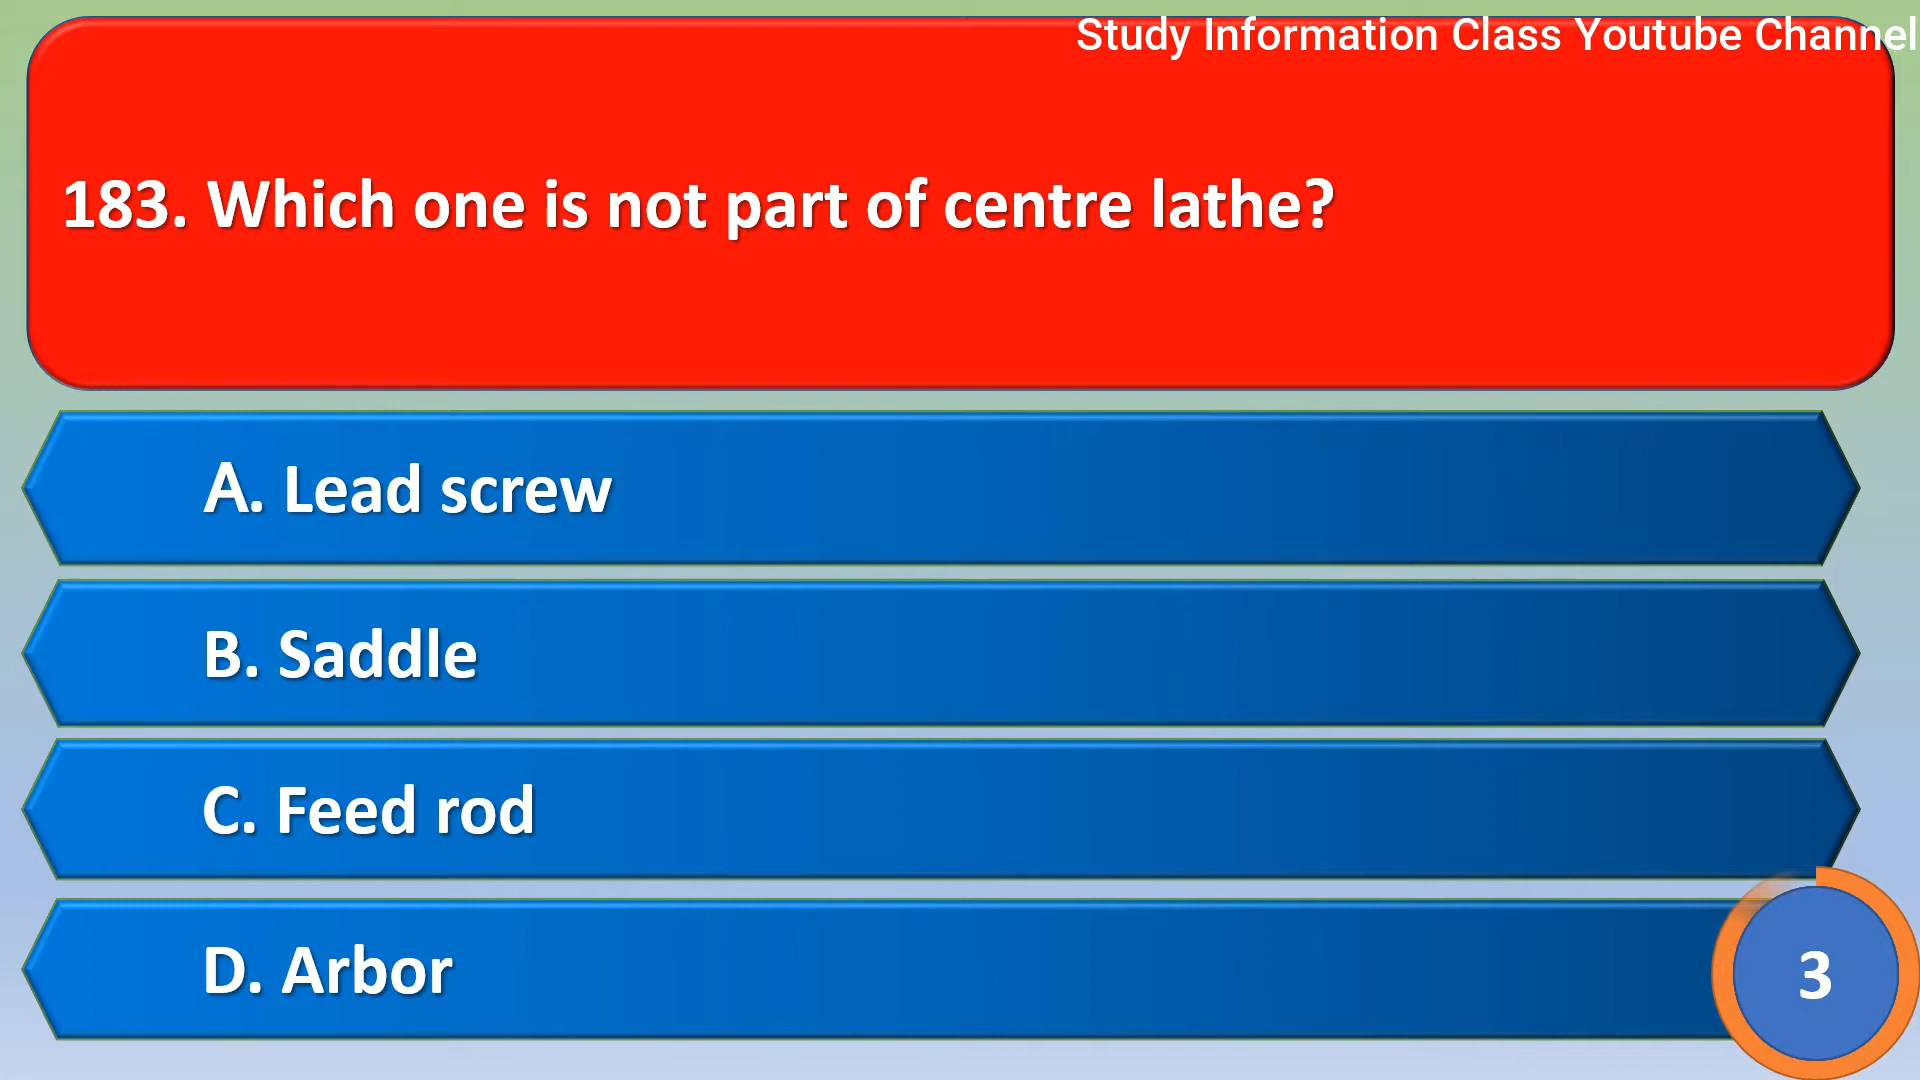 Study Information Class Youtube Channel
183. Which one is not part of centre lathe?
A. Lead screw
B. Saddle
C. Feed rod
D. Arbor
3